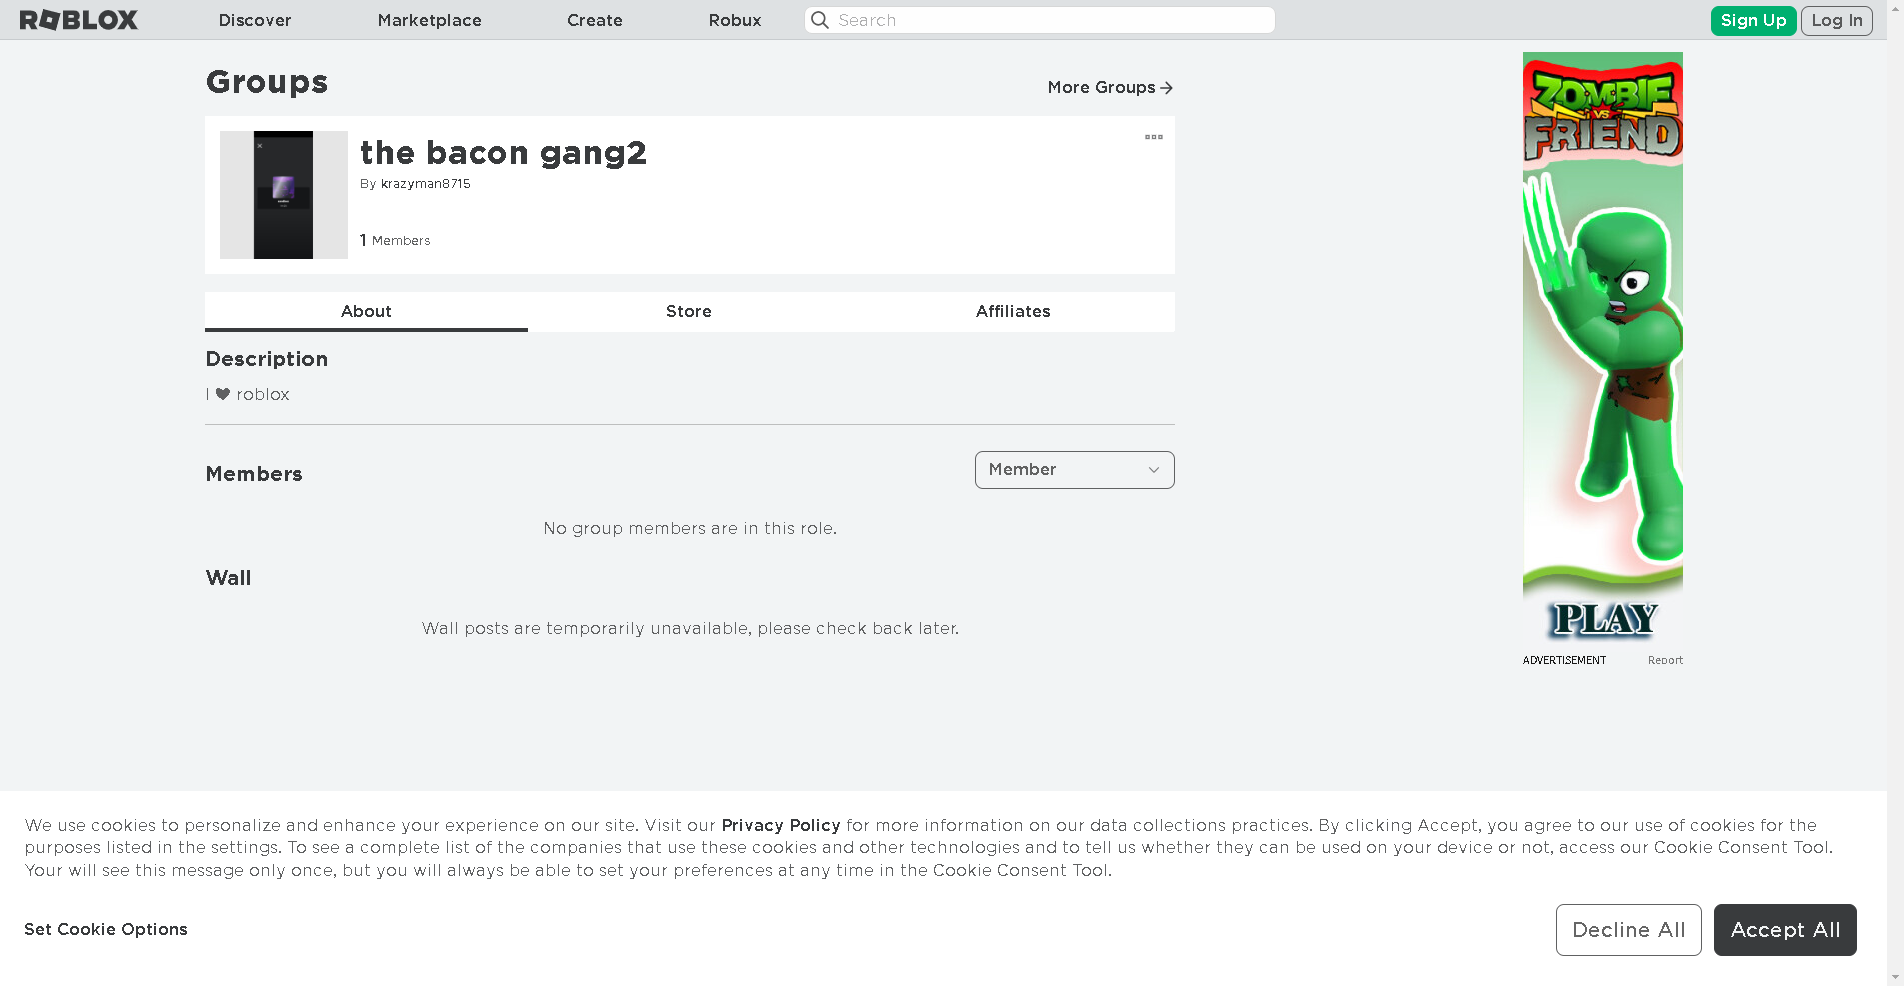 ROBLOX Discover Marketplace Create Robux Search Sign Up Log In
Groups
More Groups
the bacon gang2
By krazyman8715
1 Members
About Store Affiliates
Description
I ♥ roblox
Members
Member
No group members are in this role.
Wall
Wall posts are temporarily unavailable, please check back later.
ZOMBIE
VS
FRIEND
PLAY
ADVERTISEMENT Report
We use cookies to personalize and enhance your experience on our site. Visit our Privacy Policy for more information on our data collections practices. By clicking Accept, you agree to our use of cookies for the
purposes listed in the settings. To see a complete list of the companies that use these cookies and other technologies and to tell us whether they can be used on your device or not, access our Cookie Consent Tool.
Your will see this message only once, but you will always be able to set your preferences at any time in the Cookie Consent Tool.
Set Cookie Options
Decline All Accept All